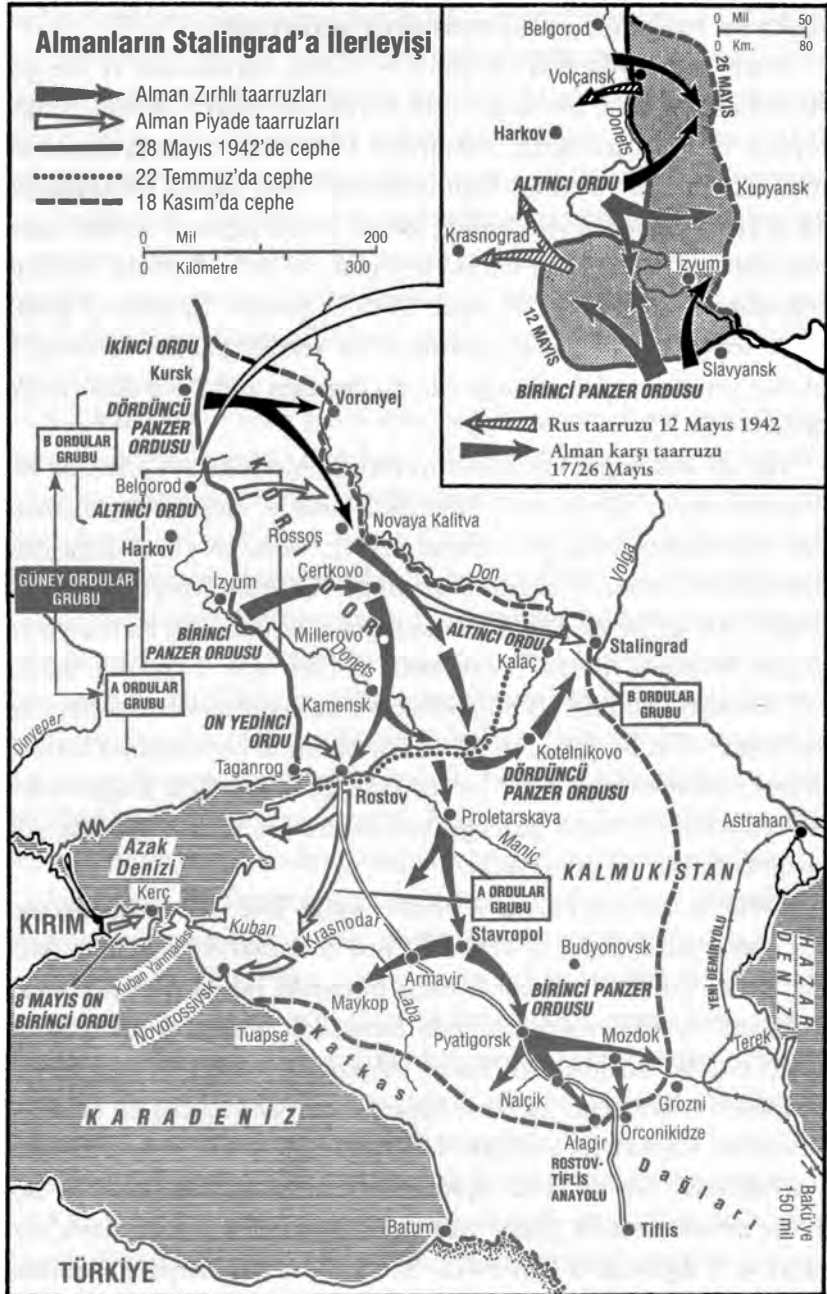 Almanların Stalingrad'a İlerleyişi
Alman Zırhlı taarruzları
Alman Piyade taarruzları
28 Mayıs 1942'de cephe
22 Temmuz'da cephe
18 Kasım'da cephe
0 Mil 200
0 Kilometre 300
0 Mil 50
0 Km. 80
Belgorod
Volçansk
26 MAYIS
Harkov
Donets
ALTINCI ORDU
Kupyansk
Krasnograd
İzyum
12 MAYIS
Slavyansk
BİRİNCİ PANZER ORDUSU
Rus taarruzu 12 Mayıs 1942
Alman karşı taarruzu
17/26 Mayıs
İKİNCİ ORDU
Kursk
DÖRDÜNCÜ
PANZER
ORDUSU
Voronyej
B ORDULAR
GRUBU
Belgorod
ALTINCI ORDU
Harkov
Rossoş
Novaya Kalitva
Don
Volga
GÜNEY ORDULAR
GRUBU
İzyum
Çertkovo
BİRİNCİ PANZER ORDUSU
Millerovo
Donets
ALTINCI ORDU
Stalingrad
Kalaç
A ORDULAR
GRUBU
Kamensk
B ORDULAR
GRUBU
Dinyeper
ON YEDİNCİ
ORDU
Kotelnikovo
Taganrog
Rostov
DÖRDÜNCÜ
PANZER ORDUSU
Proletarskaya
Astrahan
Azak
Denizi
Maniç
KALMUKİSTAN
Kerç
A ORDULAR
GRUBU
KIRIM
Kuban
Krasnodar
Stavropol
Budyonovsk
YENİ DEMİRYOLU
HAZAR
DENİZİ
8 MAYIS ON
BİRİNCİ ORDU
Kuban Yarımadası
Novorossiysk
Armavir
Maykop
Laba
BİRİNCİ PANZER
ORDUSU
Tuapse
Pyatigorsk
Mozdok
Terek
Kafkas
Nalçik
Grozni
KARADENİZ
Alagir
Orconikidze
ROSTOV-
TİFLİS
ANAYOLU
Dağları
Bakü'ye
150 mil
Batum
Tiflis
TÜRKİYE